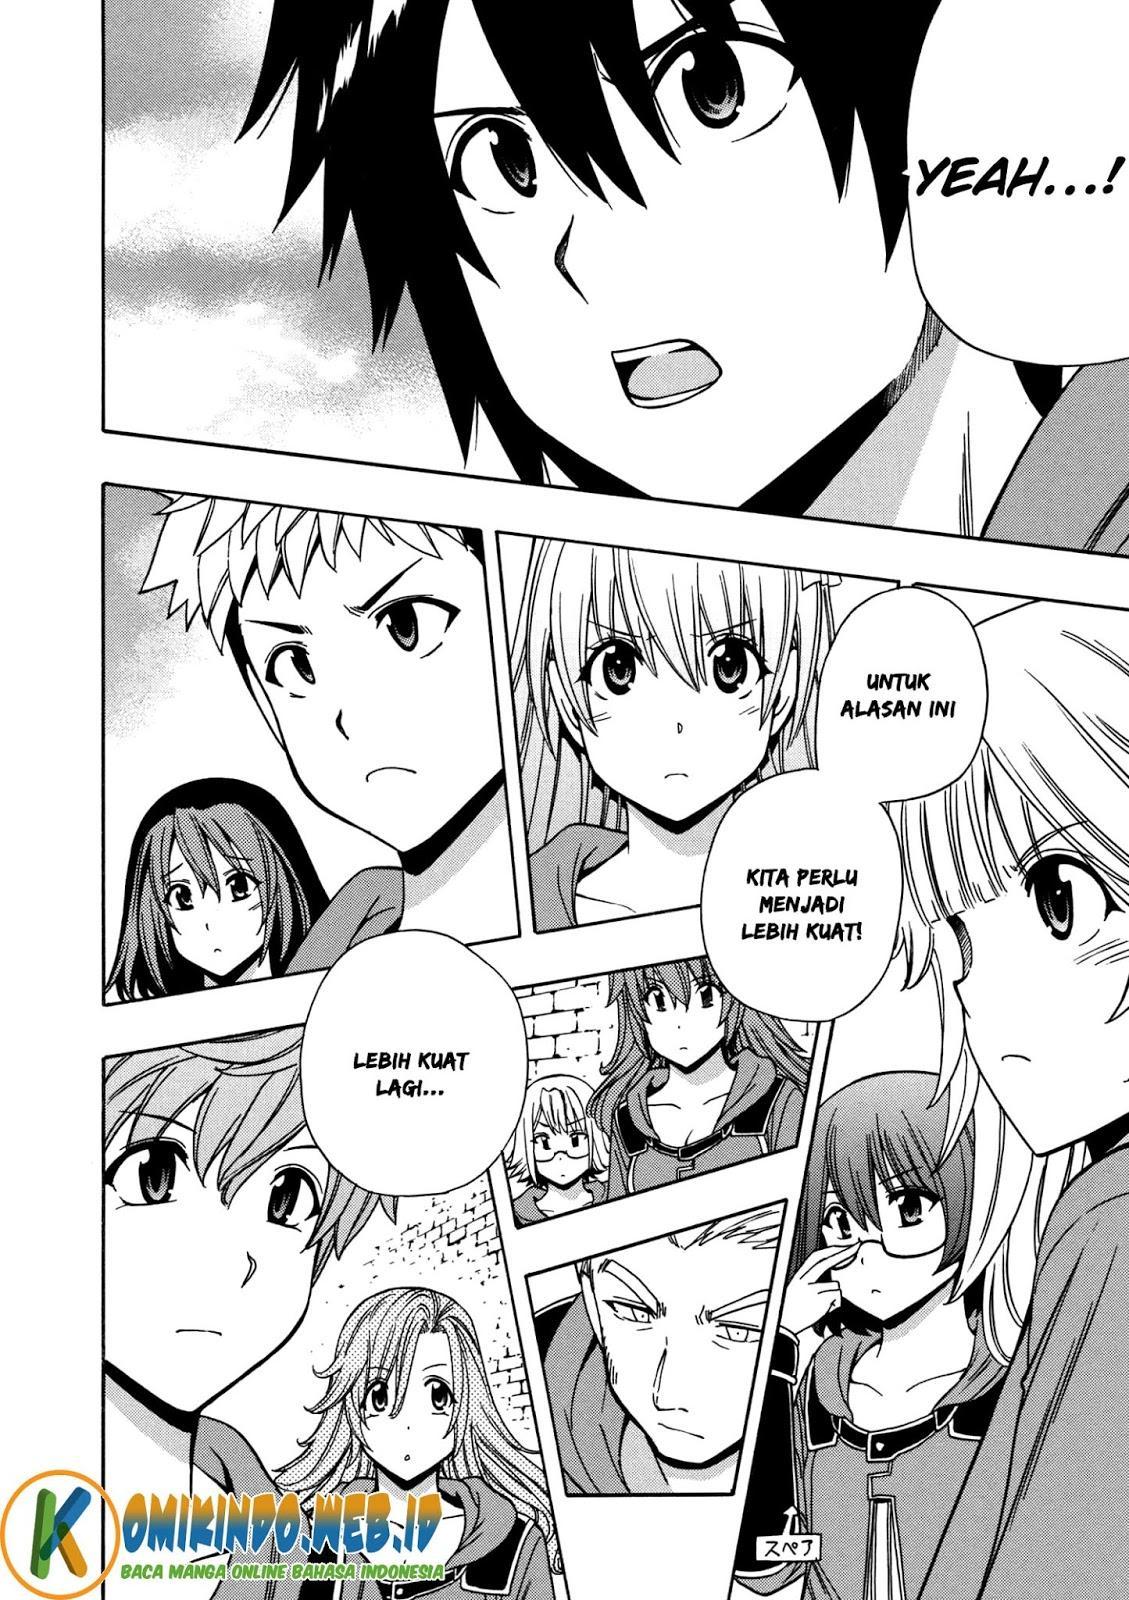 YEAH...!
UNTUK
ALASAN INI
KITA PERLU
MENJADI
LEBIH KUAT!
LEBIH KUAT
LAGI...
スペア
KOMIKINDO.WEB.ID
BACA MANGA ONLINE BAHASA INDONESIA